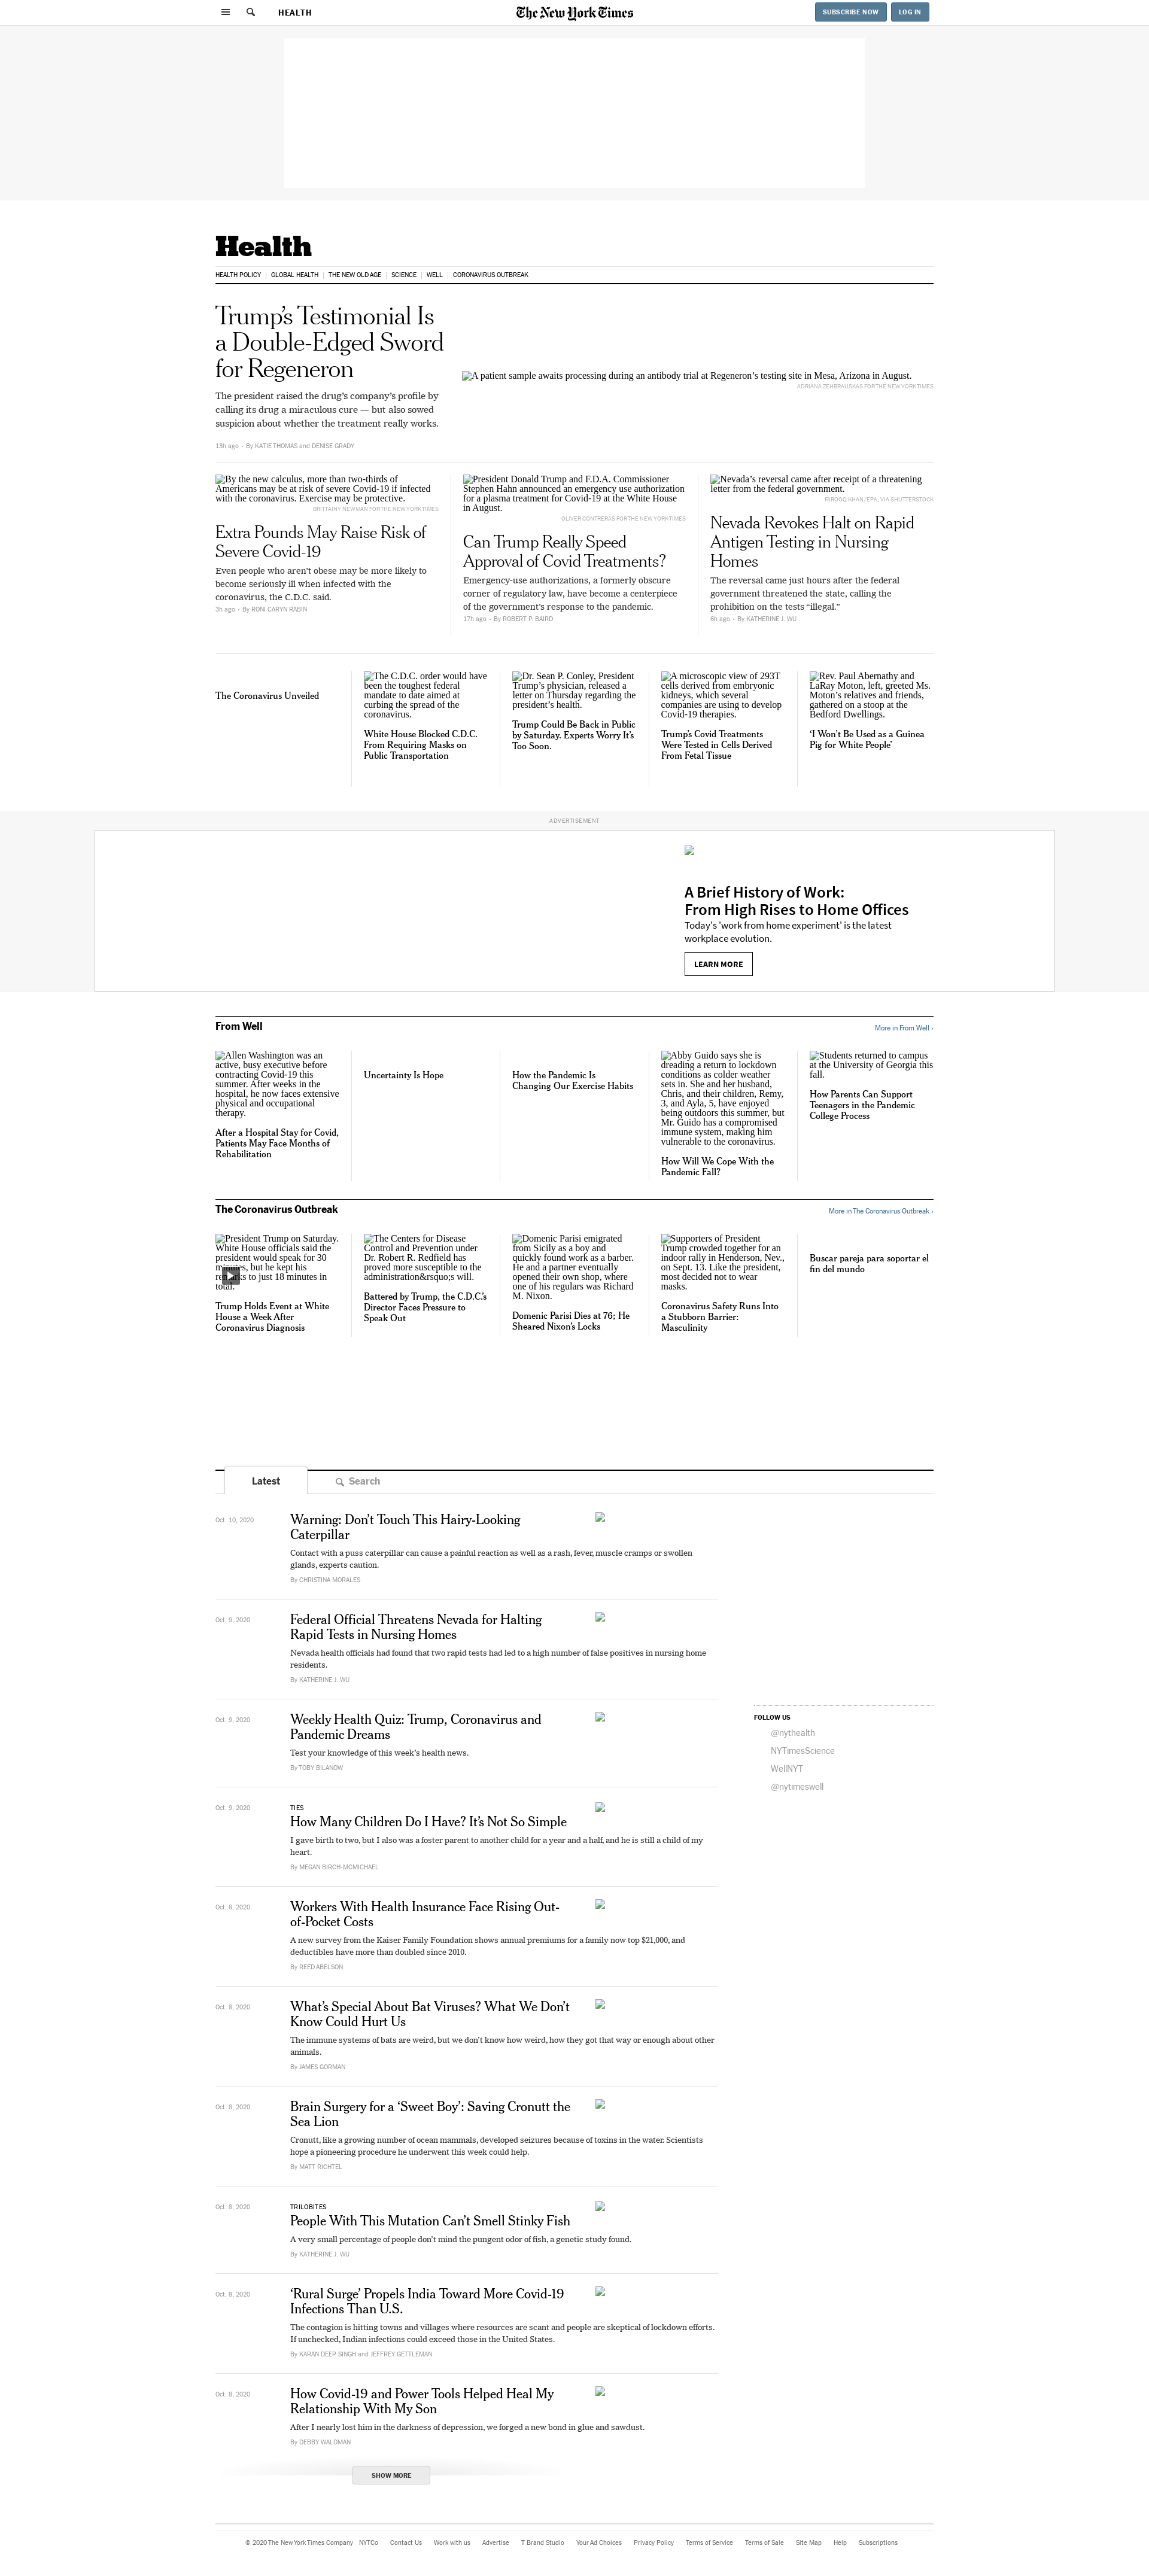 HEALTH
The New York Times
SUBSCRIBE NOW
LOG IN
Health
HEALTH POLICY | GLOBAL HEALTH | THE NEW OLD AGE | SCIENCE | WELL | CORONAVIRUS OUTBREAK
Trump’s Testimonial Is
a Double-Edged Sword
for Regeneron
The president raised the drug’s company’s profile by
calling its drug a miraculous cure — but also sowed
suspicion about whether the treatment really works.
13h ago • By KATIE THOMAS and DENISE GRADY
A patient sample awaits processing during an antibody trial at Regeneron’s testing site in Mesa, Arizona in August.
ADRIANA ZEHBRAUSKAS FOR THE NEW YORK TIMES
By the new calculus, more than two-thirds of
Americans may be at risk of severe Covid-19 if infected
with the coronavirus. Exercise may be protective.
BRITTAINY NEWMAN FOR THE NEW YORK TIMES
Extra Pounds May Raise Risk of
Severe Covid-19
Even people who aren’t obese may be more likely to
become seriously ill when infected with the
coronavirus, the C.D.C. said.
3h ago • By RONI CARYN RABIN
President Donald Trump and F.D.A. Commissioner
Stephen Hahn announced an emergency use authorization
for a plasma treatment for Covid-19 at the White House
in August.
OLIVER CONTRERAS FOR THE NEW YORK TIMES
Can Trump Really Speed
Approval of Covid Treatments?
Emergency-use authorizations, a formerly obscure
corner of regulatory law, have become a centerpiece
of the government’s response to the pandemic.
17h ago • By ROBERT P. BAIRD
Nevada’s reversal came after receipt of a threatening
letter from the federal government.
FAROOQ KHAN/EPA, VIA SHUTTERSTOCK
Nevada Revokes Halt on Rapid
Antigen Testing in Nursing
Homes
The reversal came just hours after the federal
government threatened the state, calling the
prohibition on the tests “illegal.”
6h ago • By KATHERINE J. WU
The Coronavirus Unveiled
The C.D.C. order would have
been the toughest federal
mandate to date aimed at
curbing the spread of the
coronavirus.
White House Blocked C.D.C.
From Requiring Masks on
Public Transportation
Dr. Sean P. Conley, President
Trump’s physician, released a
letter on Thursday regarding the
president’s health.
Trump Could Be Back in Public
by Saturday. Experts Worry It’s
Too Soon.
A microscopic view of 293T
cells derived from embryonic
kidneys, which several
companies are using to develop
Covid-19 therapies.
Trump’s Covid Treatments
Were Tested in Cells Derived
From Fetal Tissue
Rev. Paul Abernathy and
LaRay Moton, left, greeted Ms.
Moton’s relatives and friends,
gathered on a stoop at the
Bedford Dwellings.
‘I Won’t Be Used as a Guinea
Pig for White People’
ADVERTISEMENT
A Brief History of Work:
From High Rises to Home Offices
Today's 'work from home experiment' is the latest
workplace evolution.
LEARN MORE
From Well
More in From Well ›
Allen Washington was an
active, busy executive before
contracting Covid-19 this
summer. After weeks in the
hospital, he now faces extensive
physical and occupational
therapy.
After a Hospital Stay for Covid,
Patients May Face Months of
Rehabilitation
Uncertainty Is Hope
How the Pandemic Is
Changing Our Exercise Habits
Abby Guido says she is
dreading a return to lockdown
conditions as colder weather
sets in. She and her husband,
Chris, and their children, Remy,
3, and Ayla, 5, have enjoyed
being outdoors this summer, but
Mr. Guido has a compromised
immune system, making him
vulnerable to the coronavirus.
How Will We Cope With the
Pandemic Fall?
Students returned to campus
at the University of Georgia this
fall.
How Parents Can Support
Teenagers in the Pandemic
College Process
The Coronavirus Outbreak
More in The Coronavirus Outbreak ›
President Trump on Saturday.
White House officials said the
president would speak for 30
minutes, but he kept his
remarks to just 18 minutes in
total.
Trump Holds Event at White
House a Week After
Coronavirus Diagnosis
The Centers for Disease
Control and Prevention under
Dr. Robert R. Redfield has
proved more susceptible to the
administration&rsquo;s will.
Battered by Trump, the C.D.C.’s
Director Faces Pressure to
Speak Out
Domenic Parisi emigrated
from Sicily as a boy and
quickly found work as a barber.
He and a partner eventually
opened their own shop, where
one of his regulars was Richard
M. Nixon.
Domenic Parisi Dies at 76; He
Sheared Nixon’s Locks
Supporters of President
Trump crowded together for an
indoor rally in Henderson, Nev.,
on Sept. 13. Like the president,
most decided not to wear
masks.
Coronavirus Safety Runs Into
a Stubborn Barrier:
Masculinity
Buscar pareja para soportar el
fin del mundo
Latest
Search
Oct. 10, 2020
Warning: Don’t Touch This Hairy-Looking
Caterpillar
Contact with a puss caterpillar can cause a painful reaction as well as a rash, fever, muscle cramps or swollen
glands, experts caution.
By CHRISTINA MORALES
Oct. 9, 2020
Federal Official Threatens Nevada for Halting
Rapid Tests in Nursing Homes
Nevada health officials had found that two rapid tests had led to a high number of false positives in nursing home
residents.
By KATHERINE J. WU
Oct. 9, 2020
Weekly Health Quiz: Trump, Coronavirus and
Pandemic Dreams
Test your knowledge of this week’s health news.
By TOBY BILANOW
FOLLOW US
@nythealth
NYTimesScience
WellNYT
@nytimeswell
Oct. 9, 2020
TIES
How Many Children Do I Have? It’s Not So Simple
I gave birth to two, but I also was a foster parent to another child for a year and a half, and he is still a child of my
heart.
By MEGAN BIRCH-MCMICHAEL
Oct. 8, 2020
Workers With Health Insurance Face Rising Out-
of-Pocket Costs
A new survey from the Kaiser Family Foundation shows annual premiums for a family now top $21,000, and
deductibles have more than doubled since 2010.
By REED ABELSON
Oct. 8, 2020
What’s Special About Bat Viruses? What We Don’t
Know Could Hurt Us
The immune systems of bats are weird, but we don’t know how weird, how they got that way or enough about other
animals.
By JAMES GORMAN
Oct. 8, 2020
Brain Surgery for a ‘Sweet Boy’: Saving Cronutt the
Sea Lion
Cronutt, like a growing number of ocean mammals, developed seizures because of toxins in the water. Scientists
hope a pioneering procedure he underwent this week could help.
By MATT RICHTEL
Oct. 8, 2020
TRILOBITES
People With This Mutation Can’t Smell Stinky Fish
A very small percentage of people don’t mind the pungent odor of fish, a genetic study found.
By KATHERINE J. WU
Oct. 8, 2020
‘Rural Surge’ Propels India Toward More Covid-19
Infections Than U.S.
The contagion is hitting towns and villages where resources are scant and people are skeptical of lockdown efforts.
If unchecked, Indian infections could exceed those in the United States.
By KARAN DEEP SINGH and JEFFREY GETTLEMAN
Oct. 8, 2020
How Covid-19 and Power Tools Helped Heal My
Relationship With My Son
After I nearly lost him in the darkness of depression, we forged a new bond in glue and sawdust.
By DEBBY WALDMAN
SHOW MORE
© 2020 The New York Times Company NYTCo Contact Us Work with us Advertise T Brand Studio Your Ad Choices Privacy Policy Terms of Service Terms of Sale Site Map Help Subscriptions